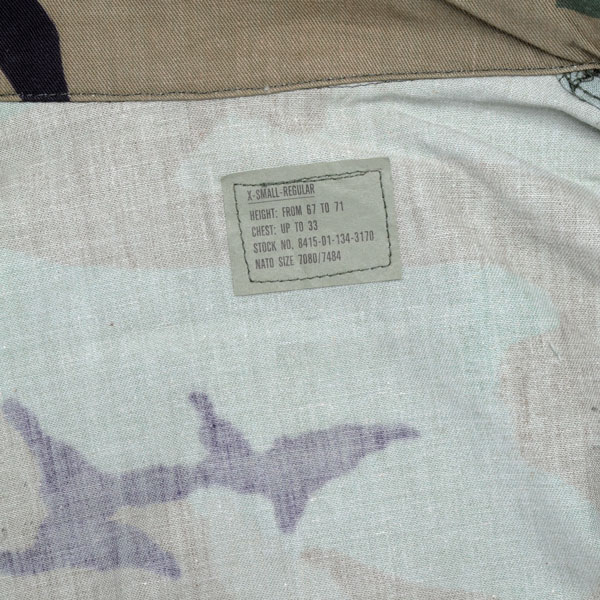 X-SMALL-REGULAR
HEIGHT: FROM 67 TO 71
CHEST: UP TO 33
STOCK NO. 8415-01-134-3170
NATO SIZE 7080/7484